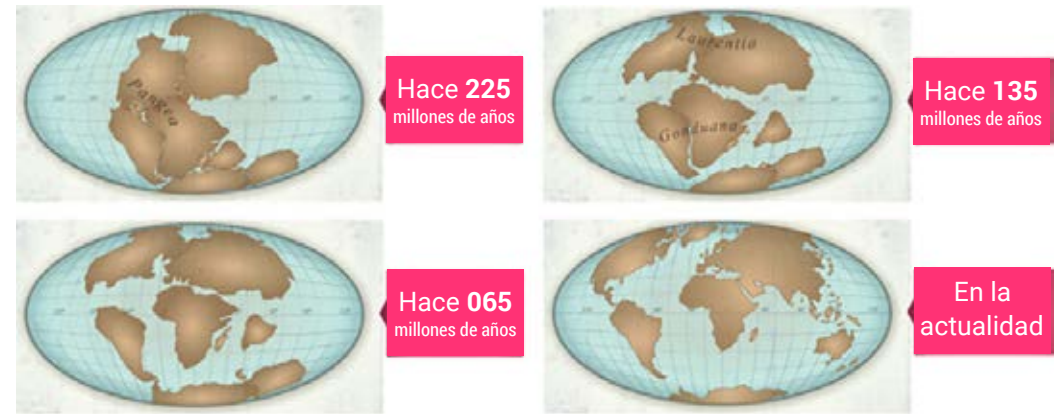 Pangea
Hace 225
millones de años
Laurentia
Gonduana
Hace 135
millones de años
Hace 065
millones de años
En la
actualidad